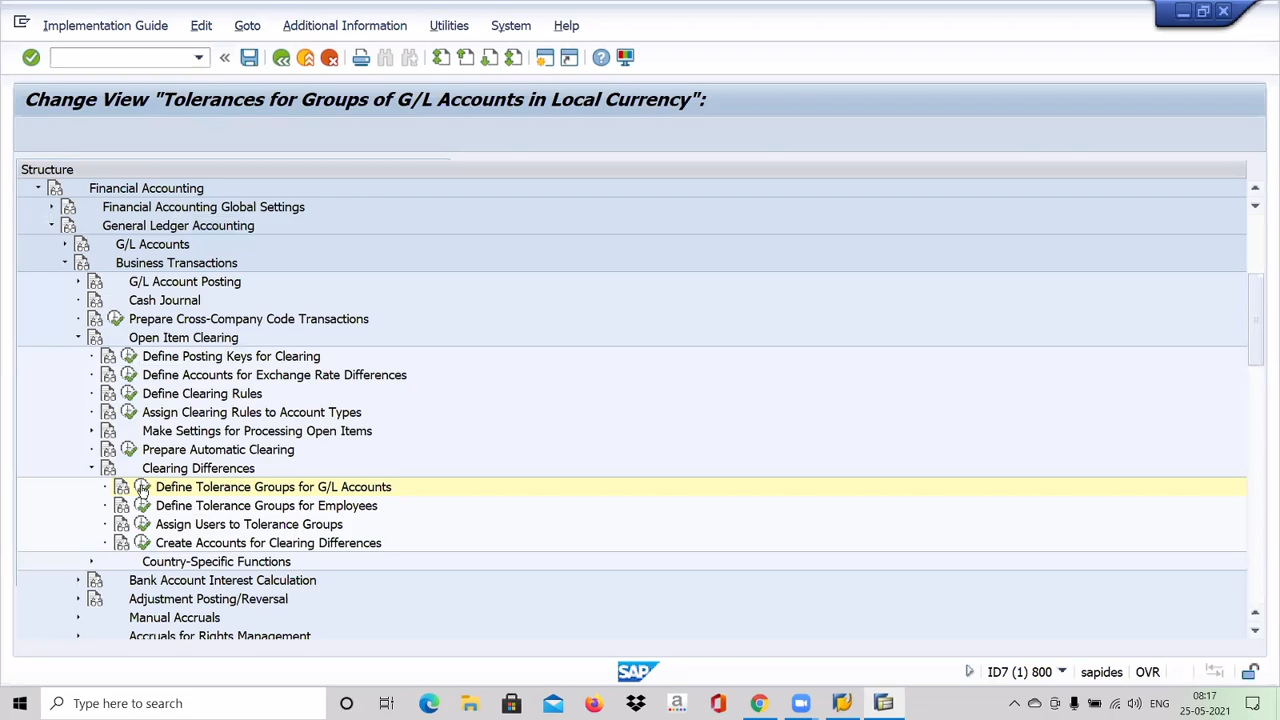 Implementation Guide Edit Goto Additional Information Utilities System Help
Change View "Tolerances for Groups of G/L Accounts in Local Currency":
Structure
Financial Accounting
Financial Accounting Global Settings
General Ledger Accounting
G/L Accounts
Business Transactions
G/L Account Posting
Cash Journal
Prepare Cross-Company Code Transactions
Open Item Clearing
Define Posting Keys for Clearing
Define Accounts for Exchange Rate Differences
Define Clearing Rules
Assign Clearing Rules to Account Types
Make Settings for Processing Open Items
Prepare Automatic Clearing
Clearing Differences
Define Tolerance Groups for G/L Accounts
Define Tolerance Groups for Employees
Assign Users to Tolerance Groups
Create Accounts for Clearing Differences
Country-Specific Functions
Bank Account Interest Calculation
Adjustment Posting/Reversal
Manual Accruals
Accruals for Rights Management
SAP ID7 (1) 800 sapides OVR
Type here to search a ENG 08:17
25-05-2021